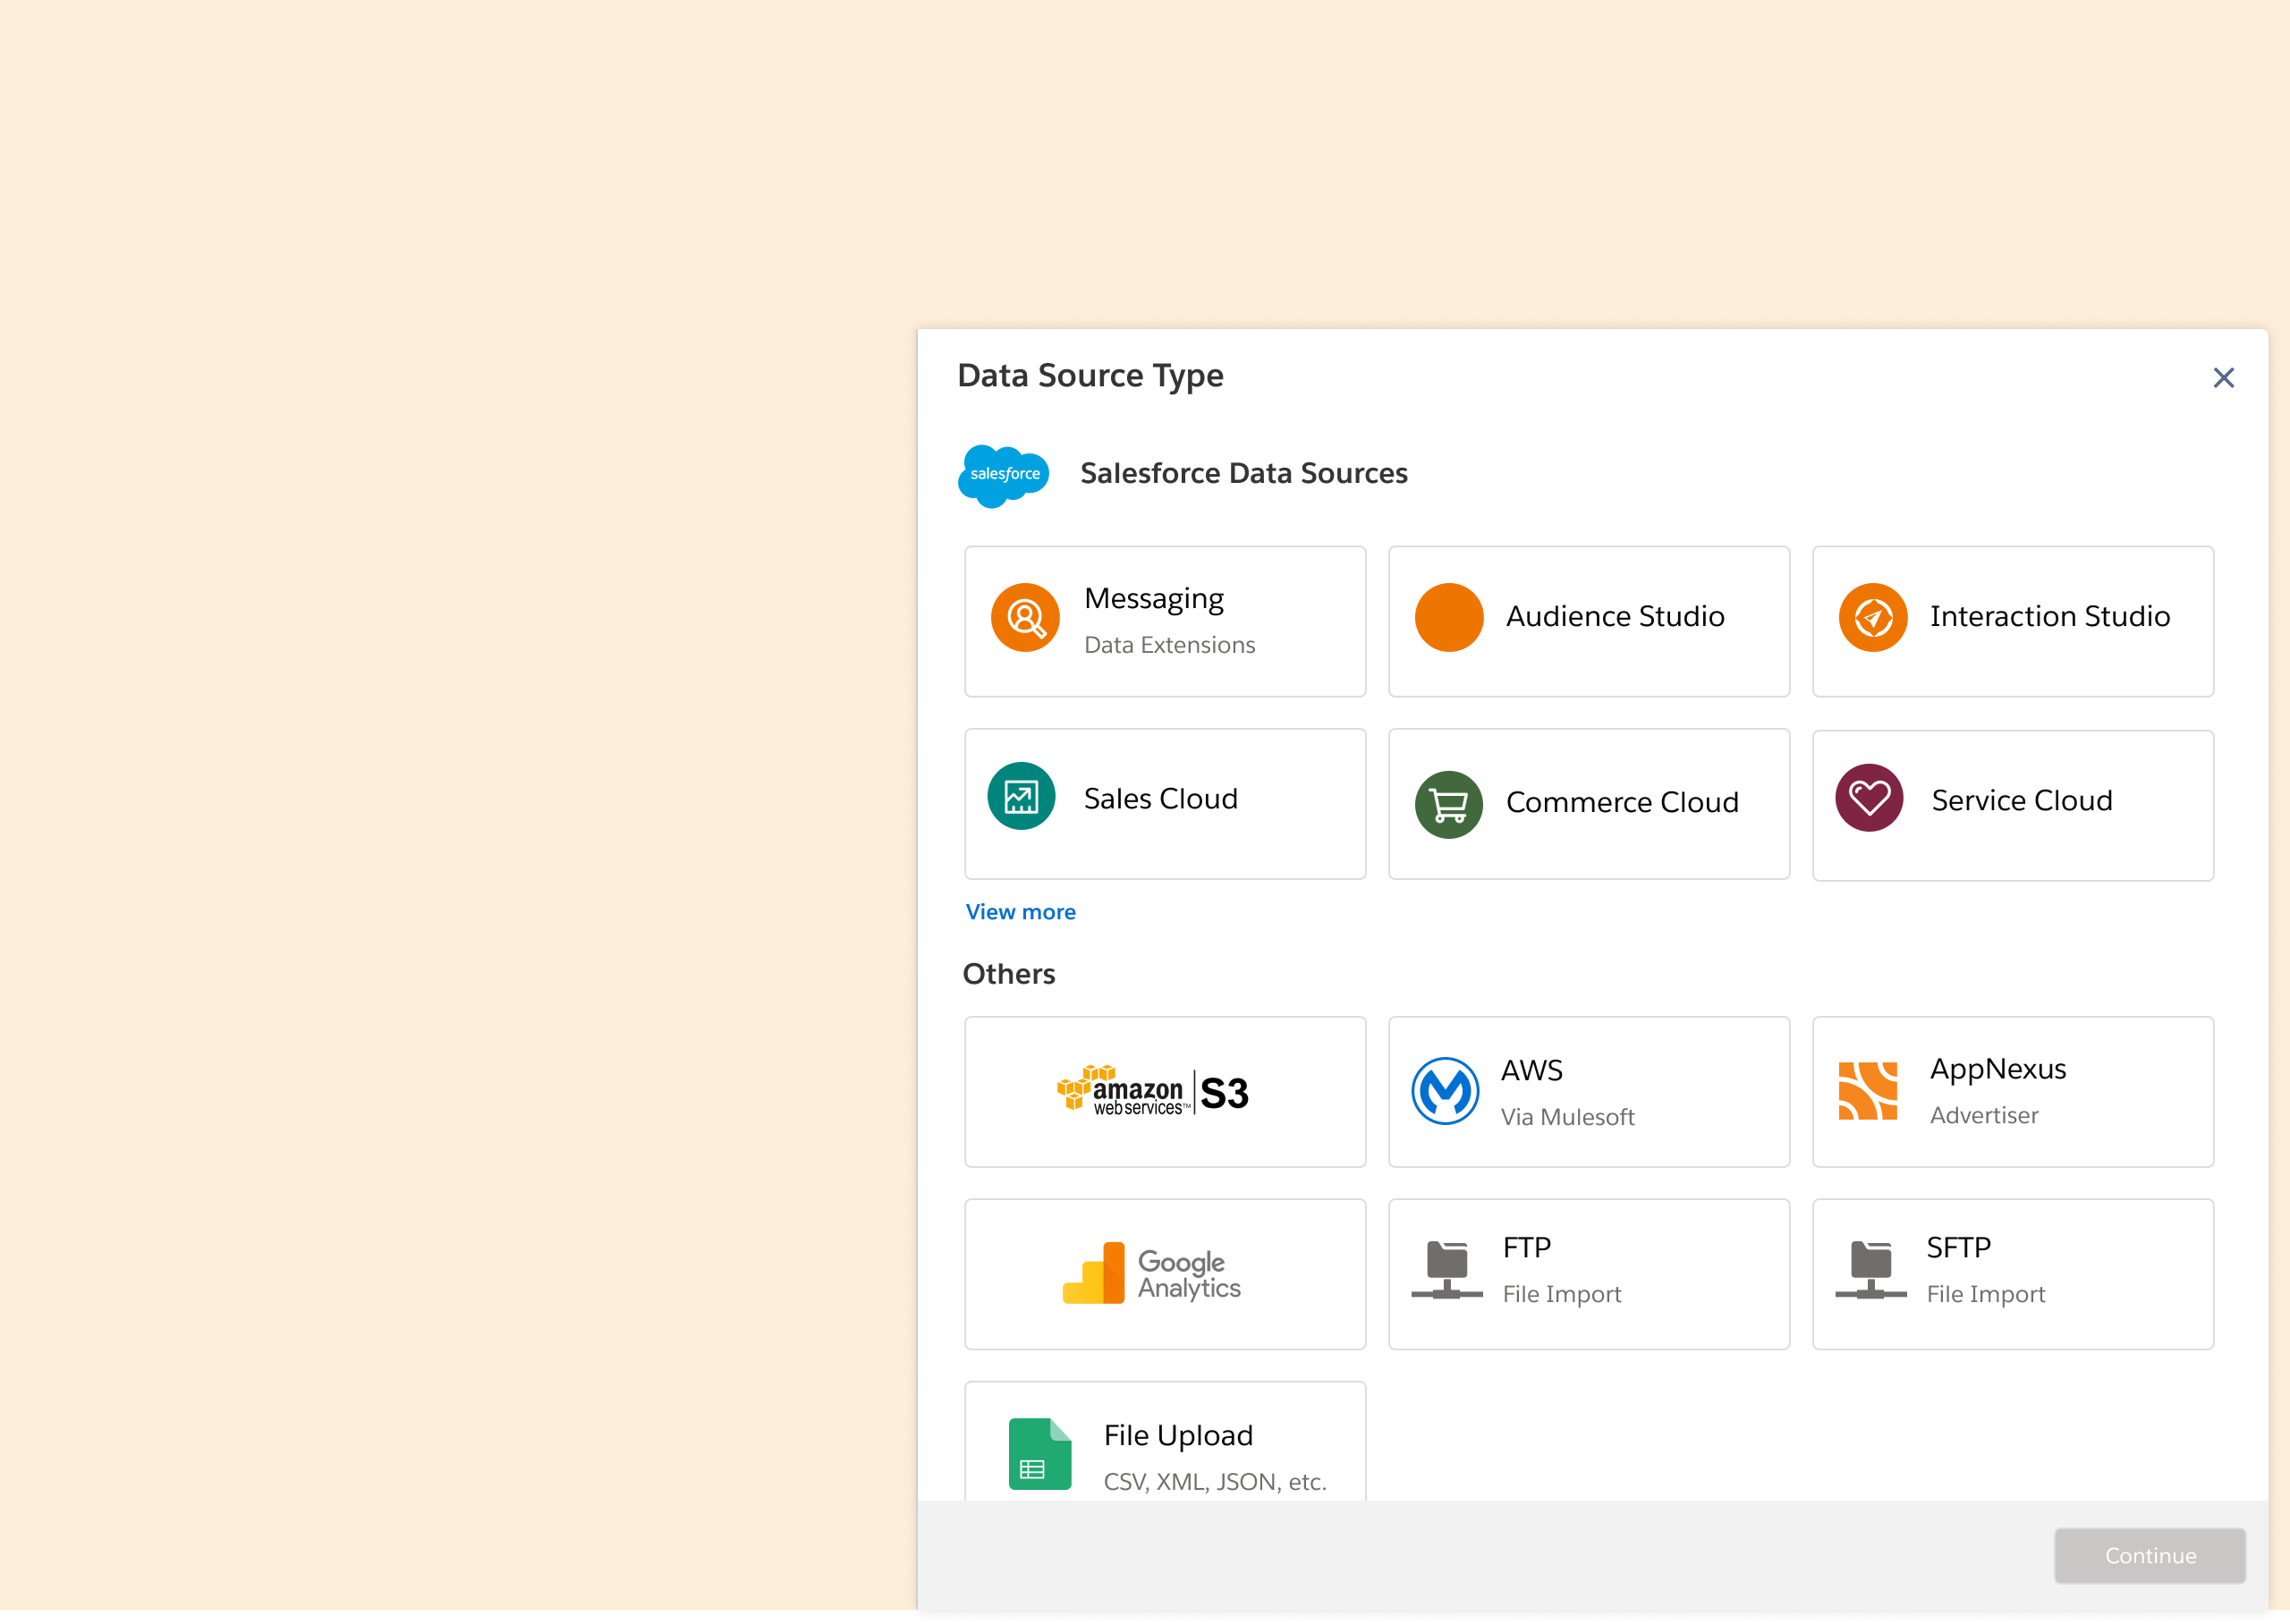 Data Source Type
salesforce
Salesforce Data Sources
Messaging
Data Extensions
Audience Studio
Interaction Studio
Sales Cloud
Commerce Cloud
Service Cloud
View more
Others
amazon
web services™
S3
AWS
Via Mulesoft
AppNexus
Advertiser
Google
Analytics
FTP
File Import
SFTP
File Import
File Upload
CSV, XML, JSON, etc.
Continue